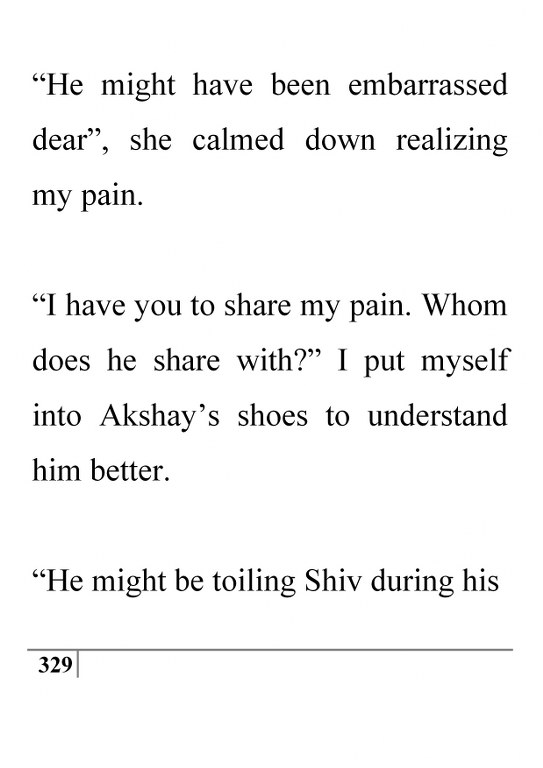 “He might have been embarrassed
dear”, she calmed down realizing
my pain.
“I have you to share my pain. Whom
does he share with?” I put myself
into Akshay’s shoes to understand
him better.
“He might be toiling Shiv during his
329